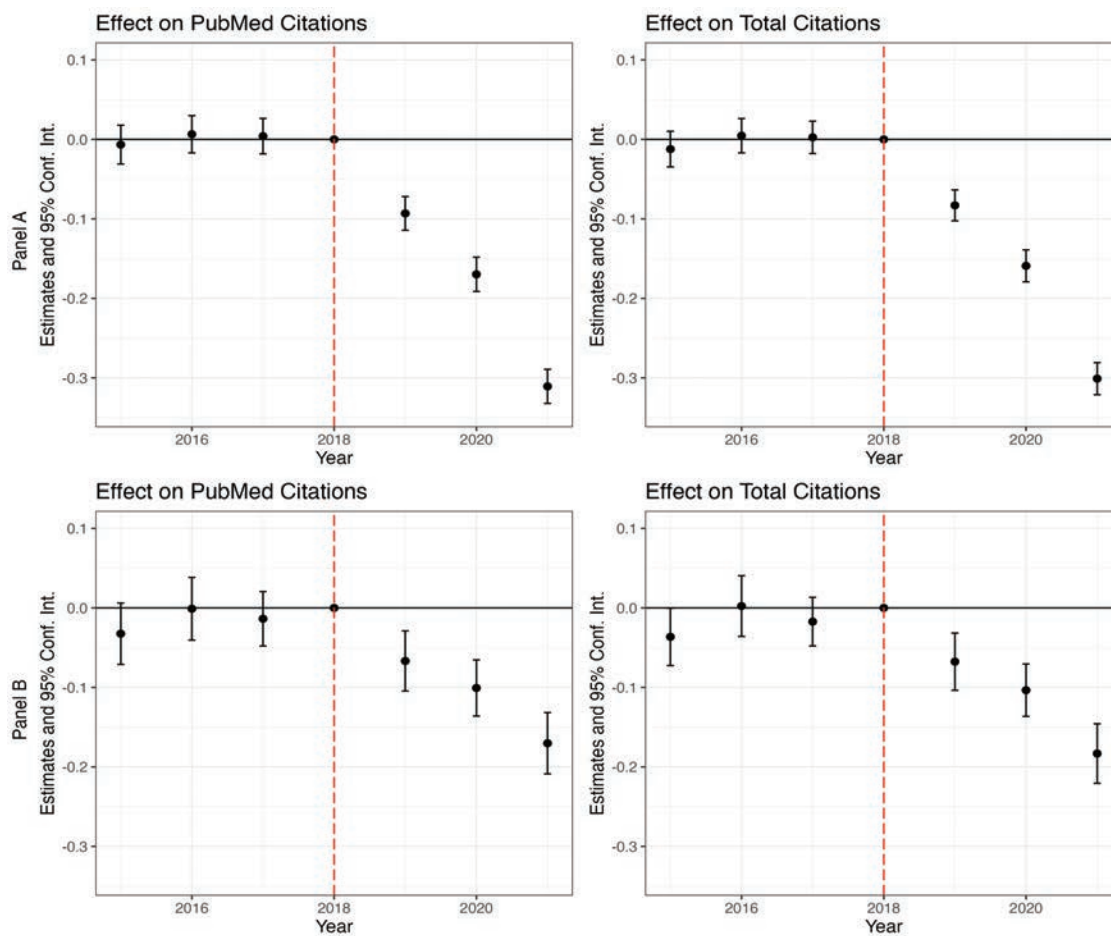 Effect on PubMed Citations
Effect on Total Citations
Panel A
Estimates and 95% Conf. Int.
0.1
0.0
-0.1
-0.2
-0.3
2016
2018
2020
Year
Estimates and 95% Conf. Int.
0.1
0.0
-0.1
-0.2
-0.3
2016
2018
2020
Year
Effect on PubMed Citations
Effect on Total Citations
Panel B
Estimates and 95% Conf. Int.
0.1
0.0
-0.1
-0.2
-0.3
2016
2018
2020
Year
Estimates and 95% Conf. Int.
0.1
0.0
-0.1
-0.2
-0.3
2016
2018
2020
Year